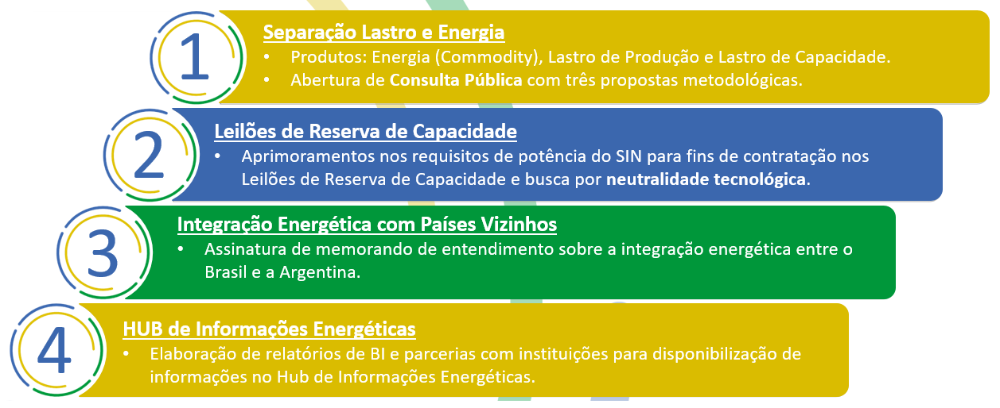 1
Separação Lastro e Energia
• Produtos: Energia (Commodity), Lastro de Produção e Lastro de Capacidade.
• Abertura de Consulta Pública com três propostas metodológicas.
2
Leilões de Reserva de Capacidade
• Aprimoramentos nos requisitos de potência do SIN para fins de contratação nos
Leilões de Reserva de Capacidade e busca por neutralidade tecnológica.
3
Integração Energética com Países Vizinhos
• Assinatura de memorando de entendimento sobre a integração energética entre o
Brasil e a Argentina.
4
HUB de Informações Energéticas
• Elaboração de relatórios de BI e parcerias com instituições para disponibilização de
informações no Hub de Informações Energéticas.